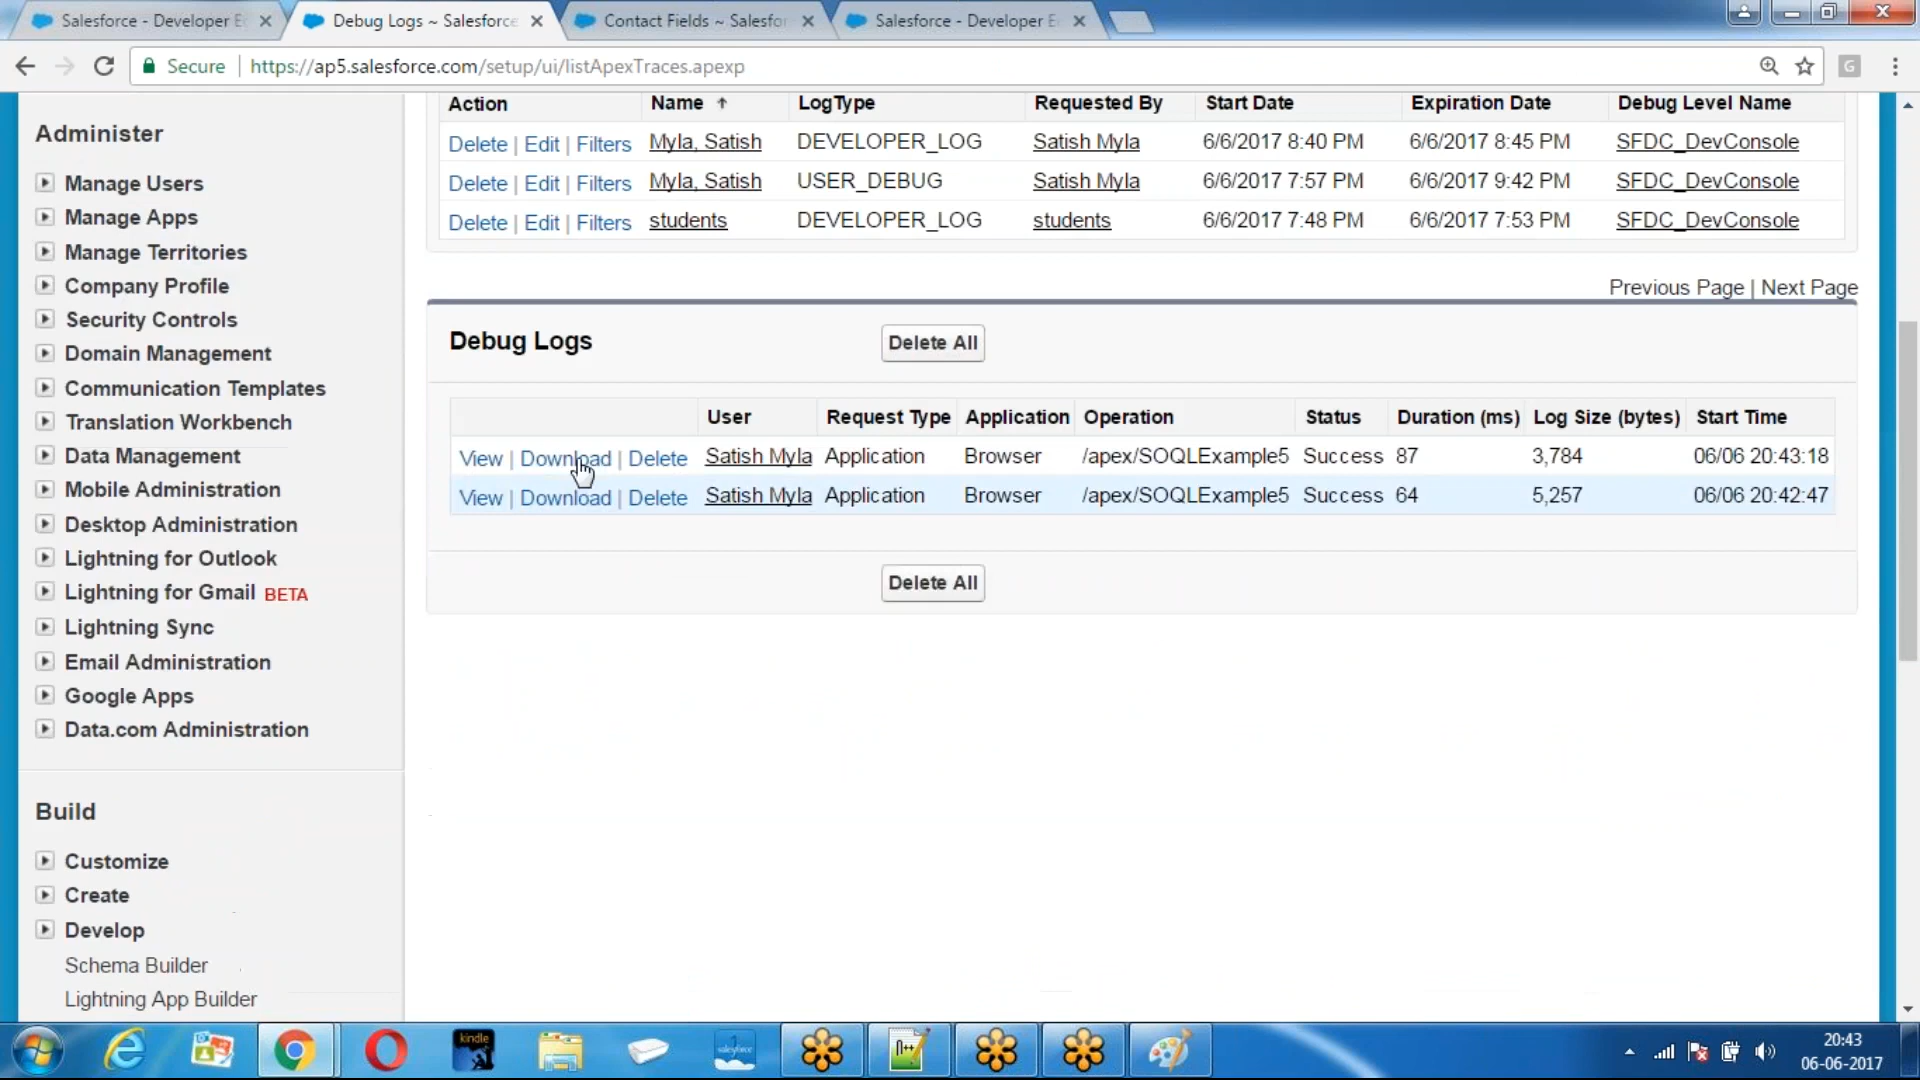 Salesforce - Developer E
Debug Logs ~ Salesforce
Contact Fields ~ Salesfor
Salesforce - Developer E
Secure https://ap5.salesforce.com/setup/ui/listApexTraces.apexp
G
Administer
Manage Users
Manage Apps
Manage Territories
Company Profile
Security Controls
Domain Management
Communication Templates
Translation Workbench
Data Management
Mobile Administration
Desktop Administration
Lightning for Outlook
Lightning for Gmail BETA
Lightning Sync
Email Administration
Google Apps
Data.com Administration
Build
Customize
Create
Develop
Schema Builder
Lightning App Builder
Action Name LogType Requested By Start Date Expiration Date Debug Level Name
Delete | Edit | Filters Myla, Satish DEVELOPER_LOG Satish Myla 6/6/2017 8:40 PM 6/6/2017 8:45 PM SFDC_DevConsole
Delete | Edit | Filters Myla, Satish USER_DEBUG Satish Myla 6/6/2017 7:57 PM 6/6/2017 9:42 PM SFDC_DevConsole
Delete | Edit | Filters students DEVELOPER_LOG students 6/6/2017 7:48 PM 6/6/2017 7:53 PM SFDC_DevConsole
Previous Page | Next Page
Debug Logs Delete All
User Request Type Application Operation Status Duration (ms) Log Size (bytes) Start Time
View | Download | Delete Satish Myla Application Browser /apex/SOQLExample5 Success 87 3,784 06/06 20:43:18
View | Download | Delete Satish Myla Application Browser /apex/SOQLExample5 Success 64 5,257 06/06 20:42:47
Delete All
kindle
salesforce
20:43
06-06-2017